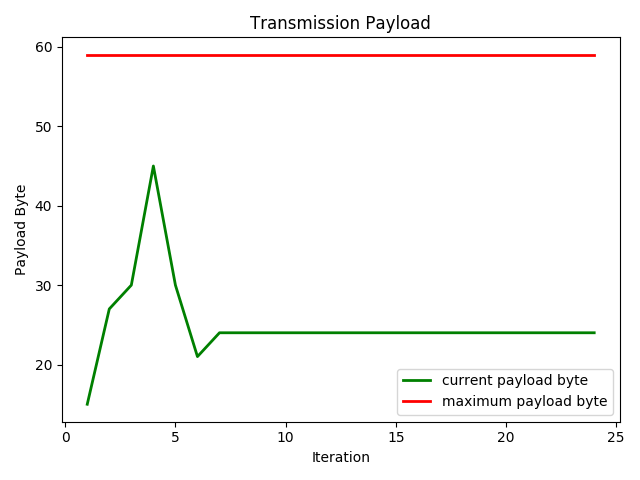 Transmission Payload
60
50
40
30
20
Payload Byte
0 5 10 15 20 25
Iteration
current payload byte
maximum payload byte